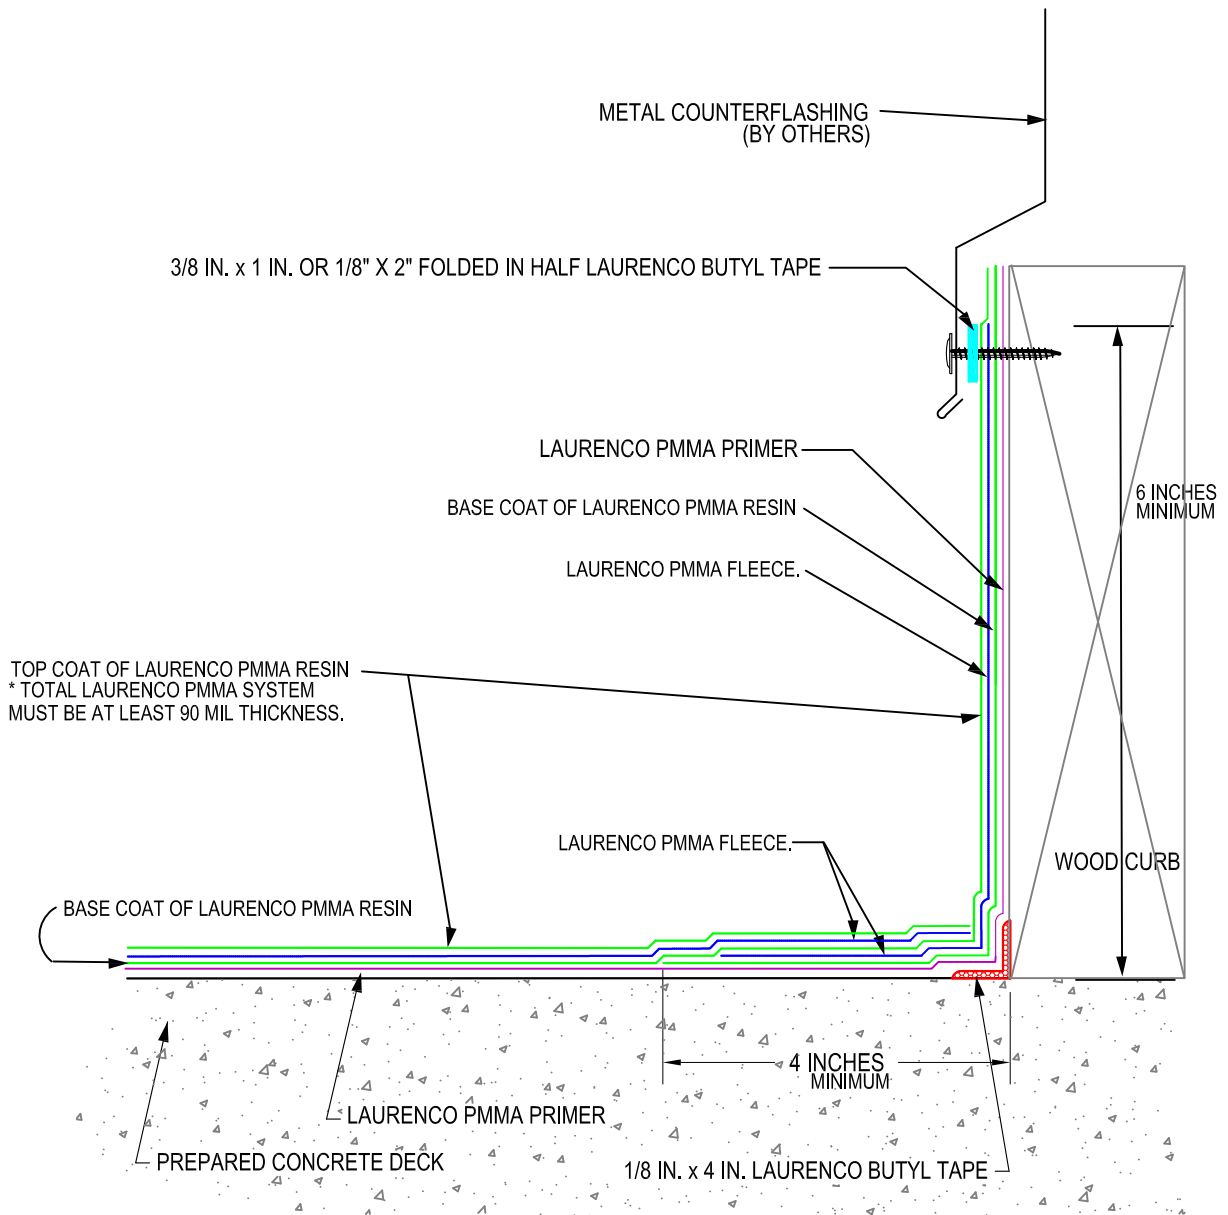 METAL COUNTERFLASHING
(BY OTHERS)
3/8 IN. x 1 IN. OR 1/8" X 2" FOLDED IN HALF LAURENCO BUTYL TAPE
LAURENCO PMMA PRIMER
6 INCHES
MINIMUM
BASE COAT OF LAURENCO PMMA RESIN
LAURENCO PMMA FLEECE.
TOP COAT OF LAURENCO PMMA RESIN
* TOTAL LAURENCO PMMA SYSTEM
MUST BE AT LEAST 90 MIL THICKNESS.
LAURENCO PMMA FLEECE.
WOOD CURB
BASE COAT OF LAURENCO PMMA RESIN
4 INCHES
MINIMUM
LAURENCO PMMA PRIMER
PREPARED CONCRETE DECK
1/8 IN. x 4 IN. LAURENCO BUTYL TAPE